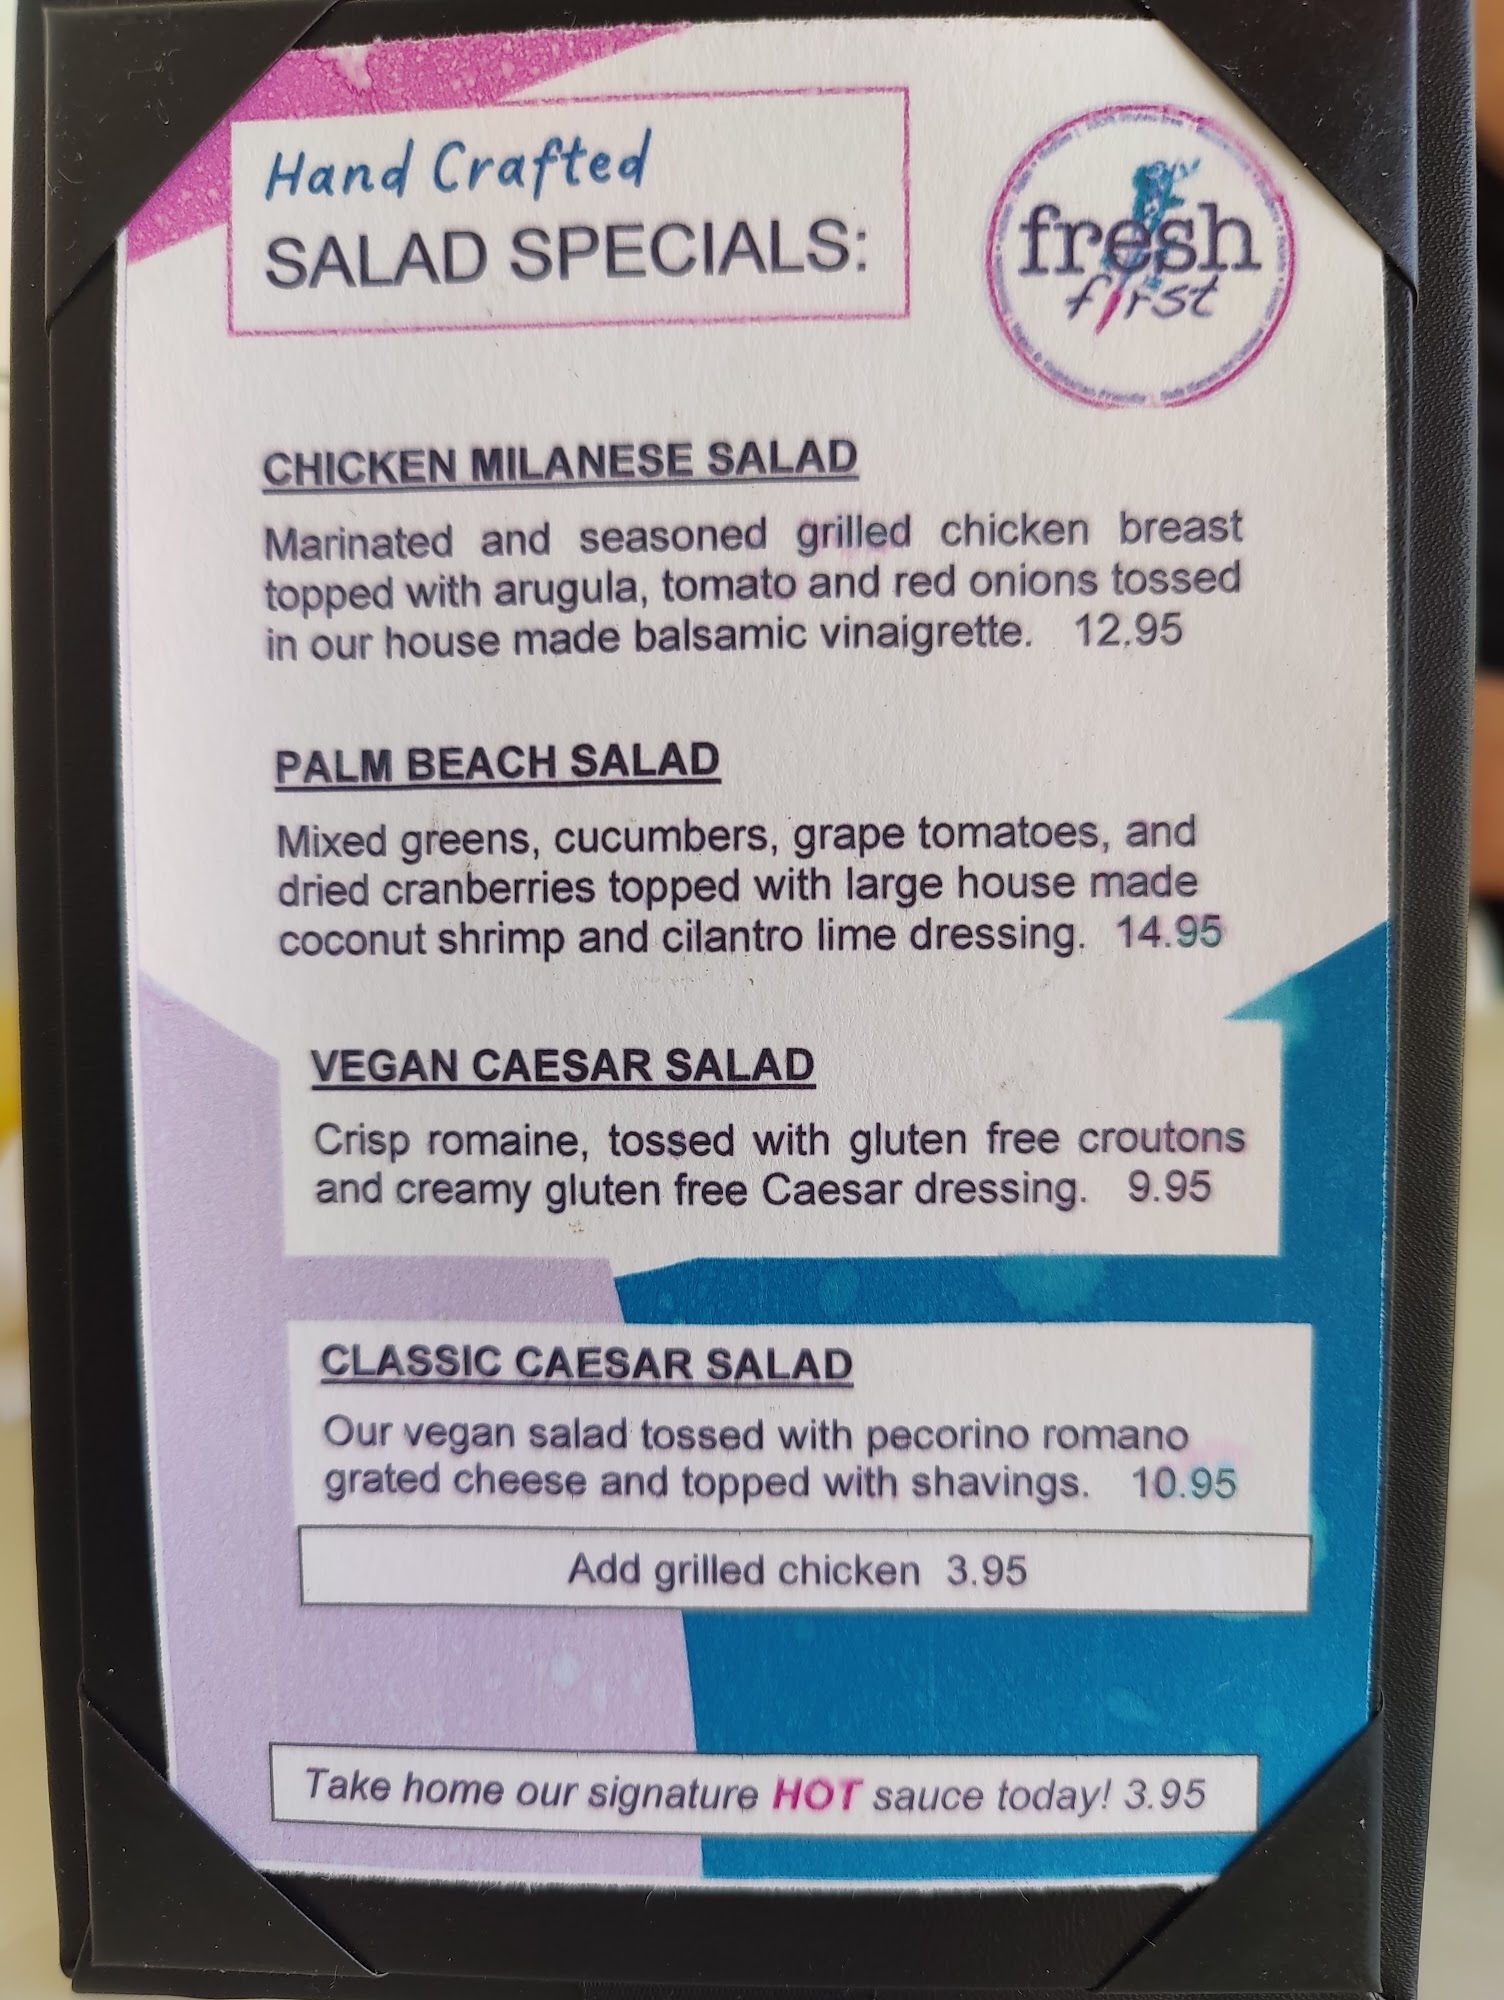 Hand Crafted
SALAD SPECIALS:
fresh
first
CHICKEN MILANESE SALAD
Marinated and seasoned grilled chicken breast
topped with arugula, tomato and red onions tossed
in our house made balsamic vinaigrette. 12.95
PALM BEACH SALAD
Mixed greens, cucumbers, grape tomatoes, and
dried cranberries topped with large house made
coconut shrimp and cilantro lime dressing. 14.95
VEGAN CAESAR SALAD
Crisp romaine, tossed with gluten free croutons
and creamy gluten free Caesar dressing. 9.95
CLASSIC CAESAR SALAD
Our vegan salad tossed with pecorino romano
grated cheese and topped with shavings. 10.95
Add grilled chicken 3.95
Take home our signature HOT sauce today! 3.95